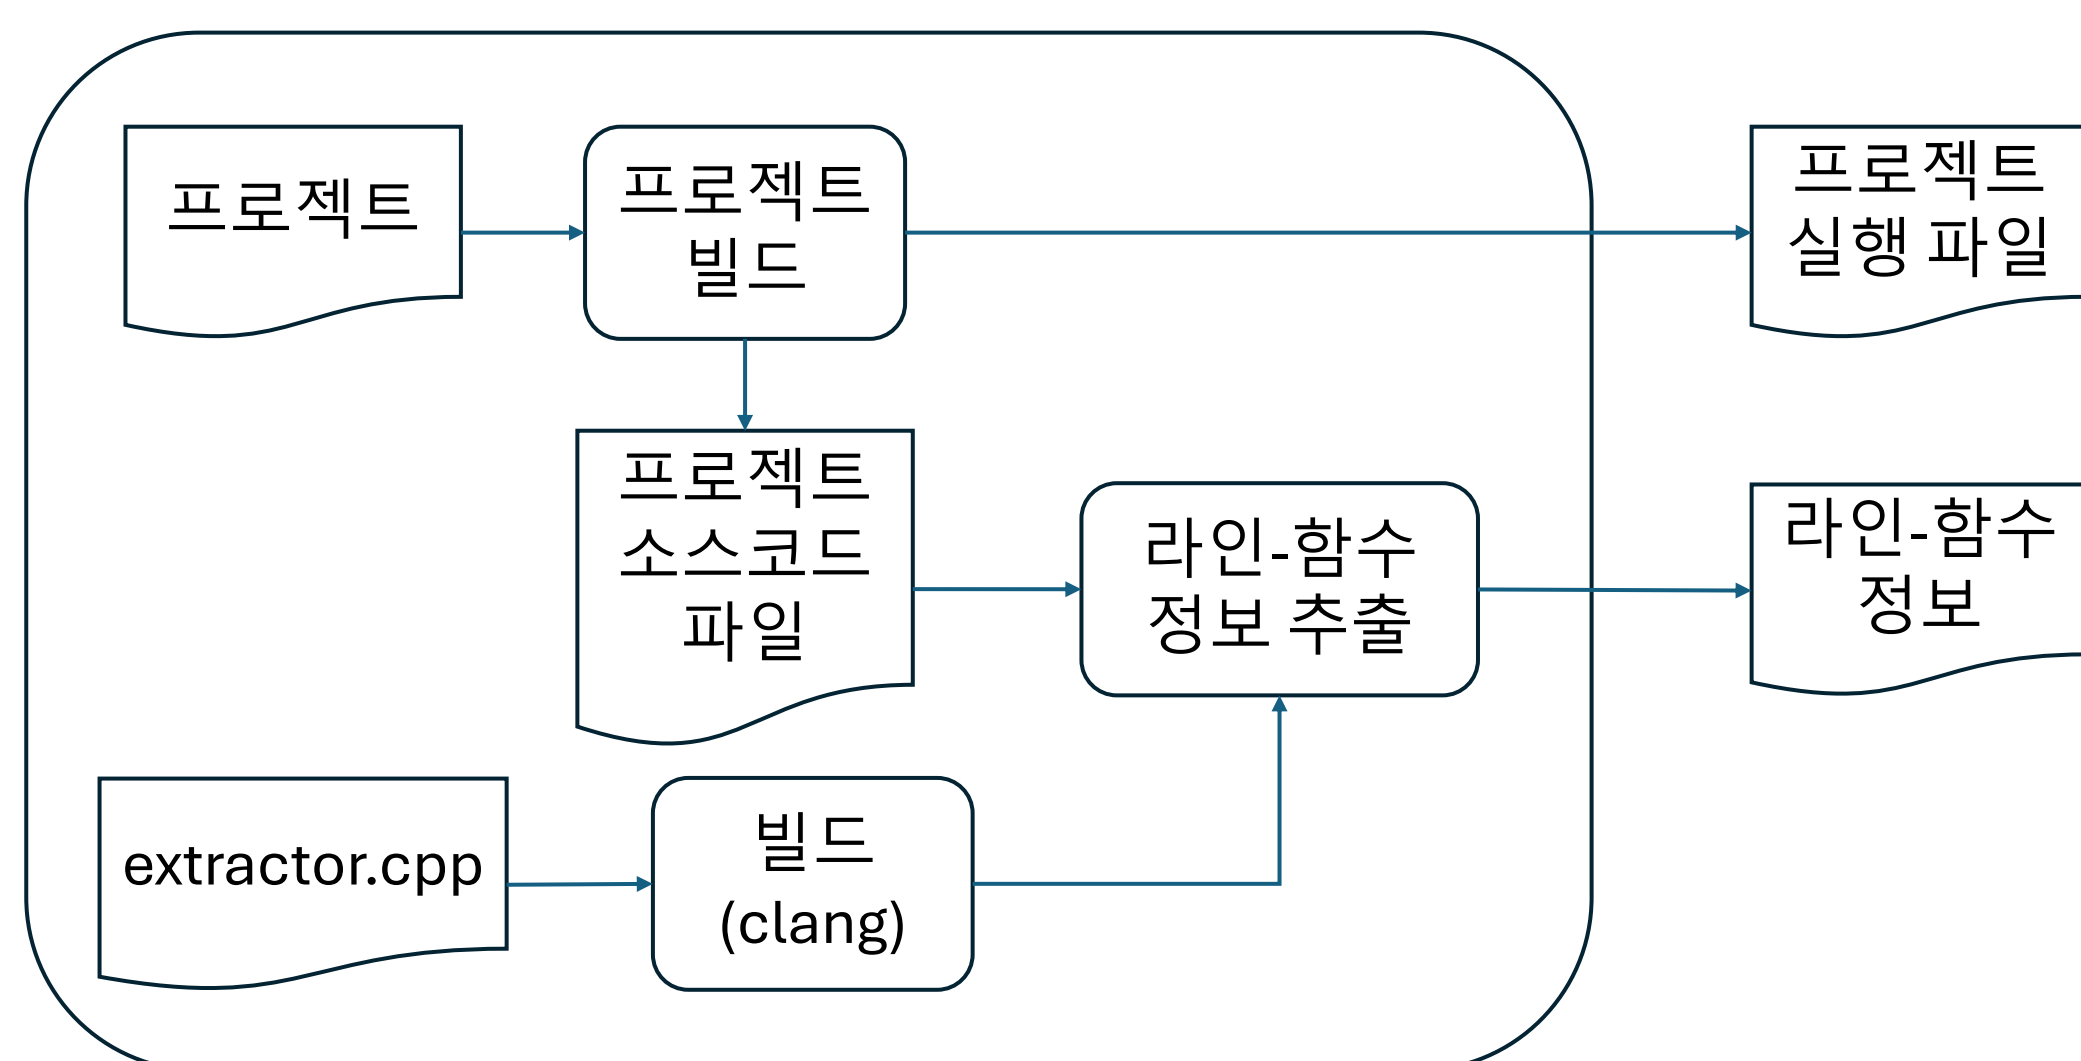 프로젝트
프로젝트
빌드
프로젝트
실행 파일
프로젝트
소스코드
파일
라인-함수
정보 추출
라인-함수
정보
extractor.cpp
빌드
(clang)